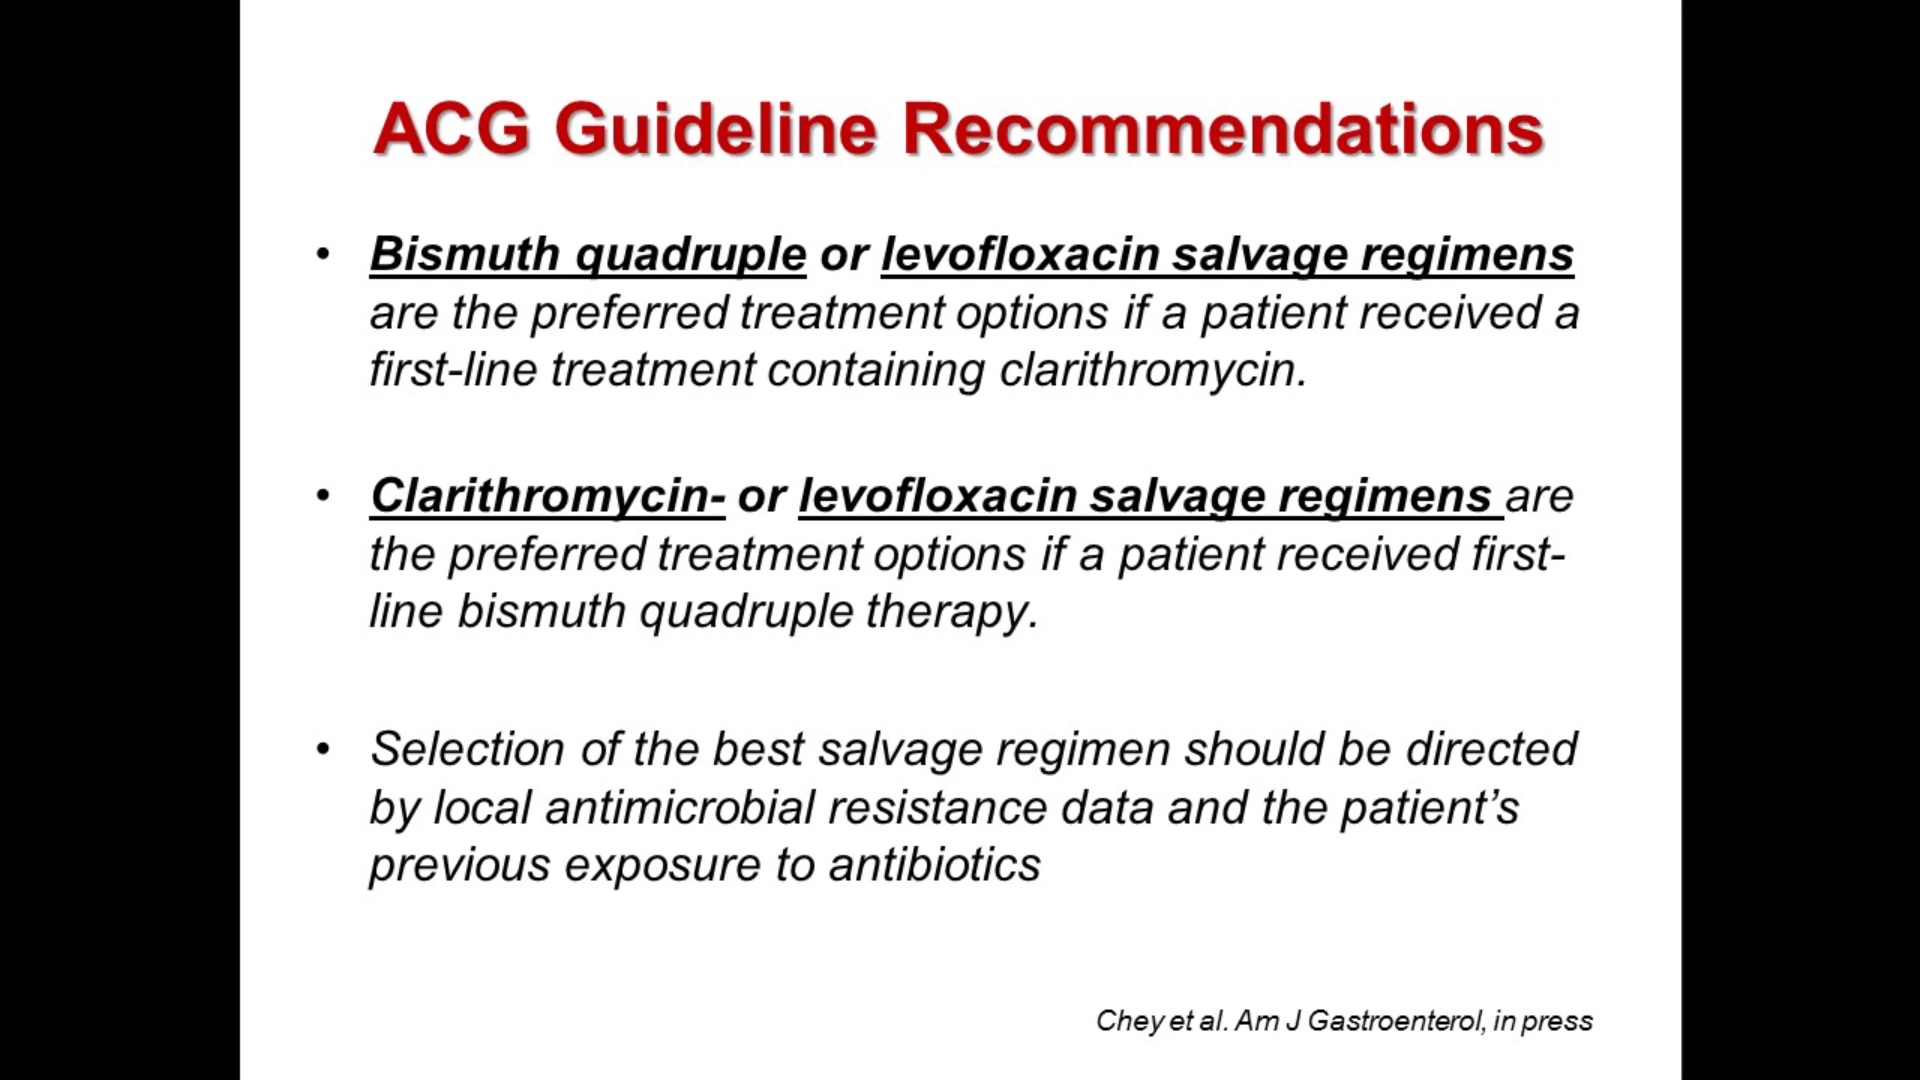 ACG Guideline Recommendations
• Bismuth quadruple or levofloxacin salvage regimens
are the preferred treatment options if a patient received a
first-line treatment containing clarithromycin.
• Clarithromycin- or levofloxacin salvage regimens are
the preferred treatment options if a patient received first-
line bismuth quadruple therapy.
• Selection of the best salvage regimen should be directed
by local antimicrobial resistance data and the patient’s
previous exposure to antibiotics
Chey et al. Am J Gastroenterol, in press